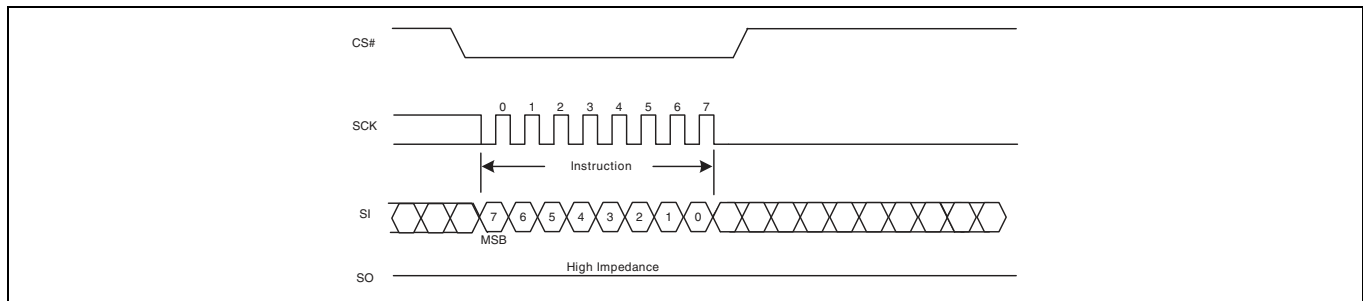 CS#
0 1 2 3 4 5 6 7
SCK
Instruction
SI
7 6 5 4 3 2 1 0
MSB
High Impedance
SO